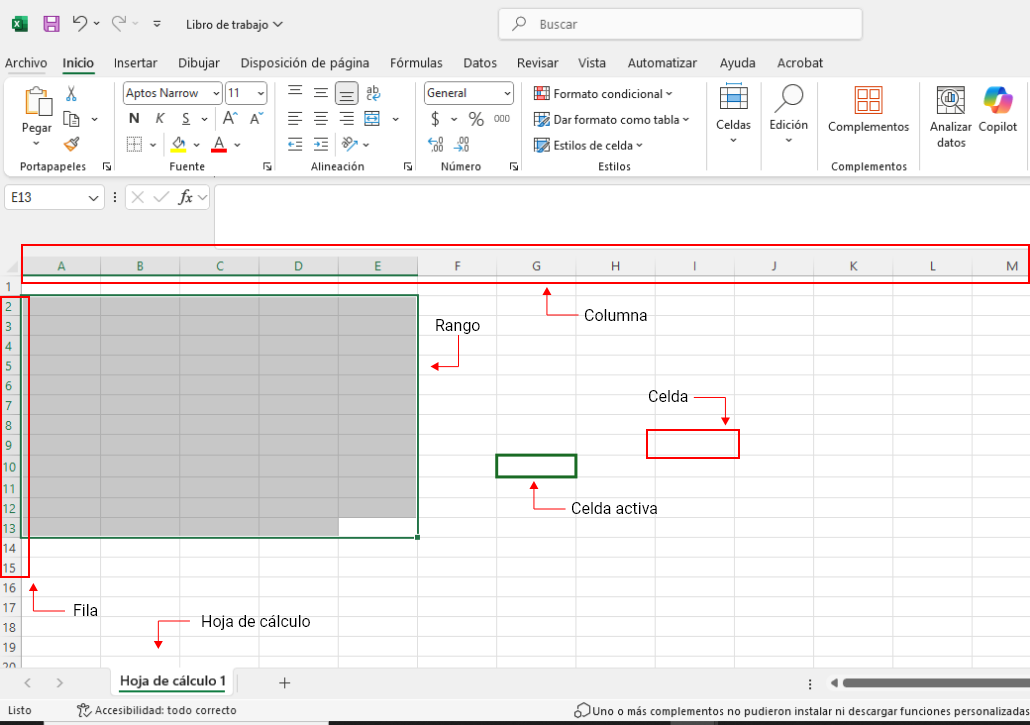 Libro de trabajo
Buscar
Archivo Inicio Insertar Dibujar Disposición de página Fórmulas Datos Revisar Vista Automatizar Ayuda Acrobat
Pegar
Portapapeles
Aptos Narrow 11
N K S A A
A
Fuente
ab
Alineación
General
$ % 000
Número
Formato condicional
Dar formato como tabla
Estilos de celda
Estilos
Celdas
Edición
Complementos
Complementos
Analizar datos
Copilot
E13 fx
A B C D E F G H I J K L M
1
2
3
4
5
6
7
8
9
10
11
12
13
14
15
16
17
18
19
20
Columna
Rango
Celda
Celda activa
Fila
Hoja de cálculo
Hoja de cálculo 1
Listo Accesibilidad: todo correcto Uno o más complementos no pudieron instalar ni descargar funciones personalizadas